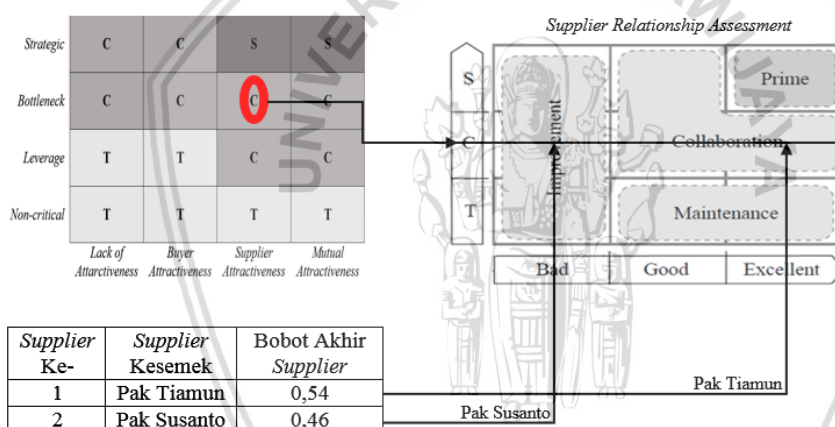 Supplier Relationship Assessment
Strategic C C S S
Bottleneck C C C C
Leverage T T C C
Non-critical T T T T
Lack of Attarctiveness Buyer Attractiveness Supplier Attractiveness Mutual Attractiveness
S Prime
C Improvement Collaboration
T Maintenance
Bad Good Excellent
Supplier Ke- Supplier Kesemek Bobot Akhir Supplier
1 Pak Tiamun 0,54
2 Pak Susanto 0,46
Pak Tiamun
Pak Susanto